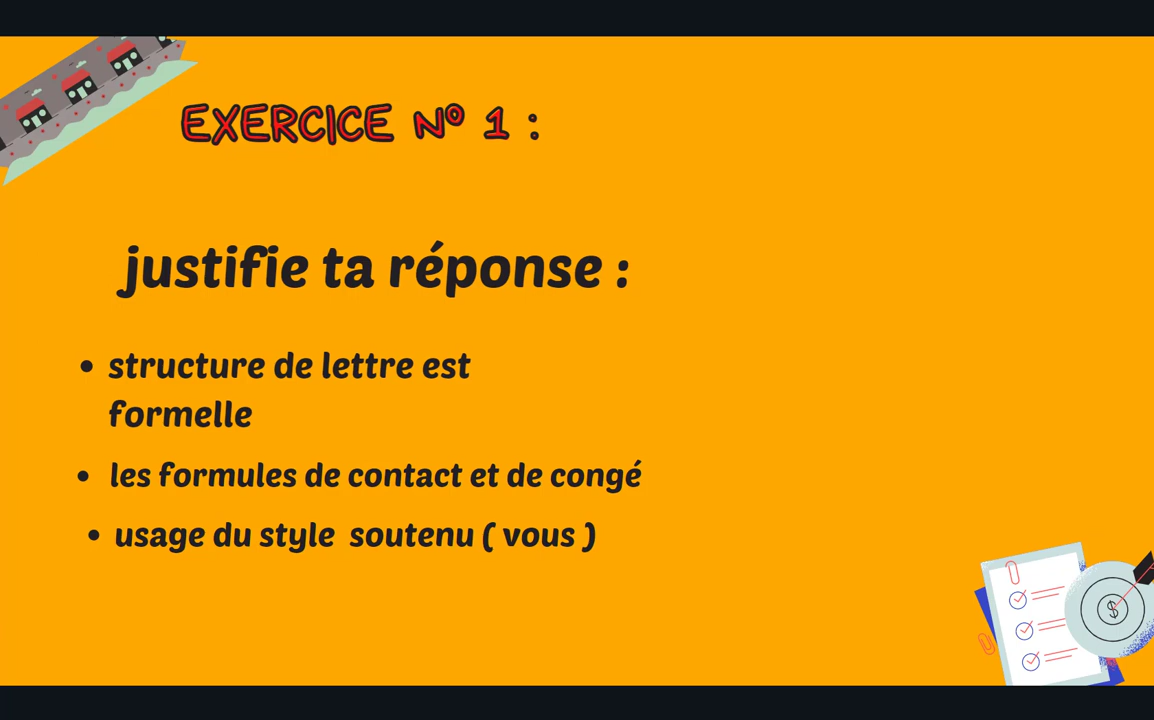 EXERCICE Nº 1 :
justifie ta réponse :
• structure de lettre est
formelle
• les formules de contact et de congé
• usage du style soutenu ( vous )
$